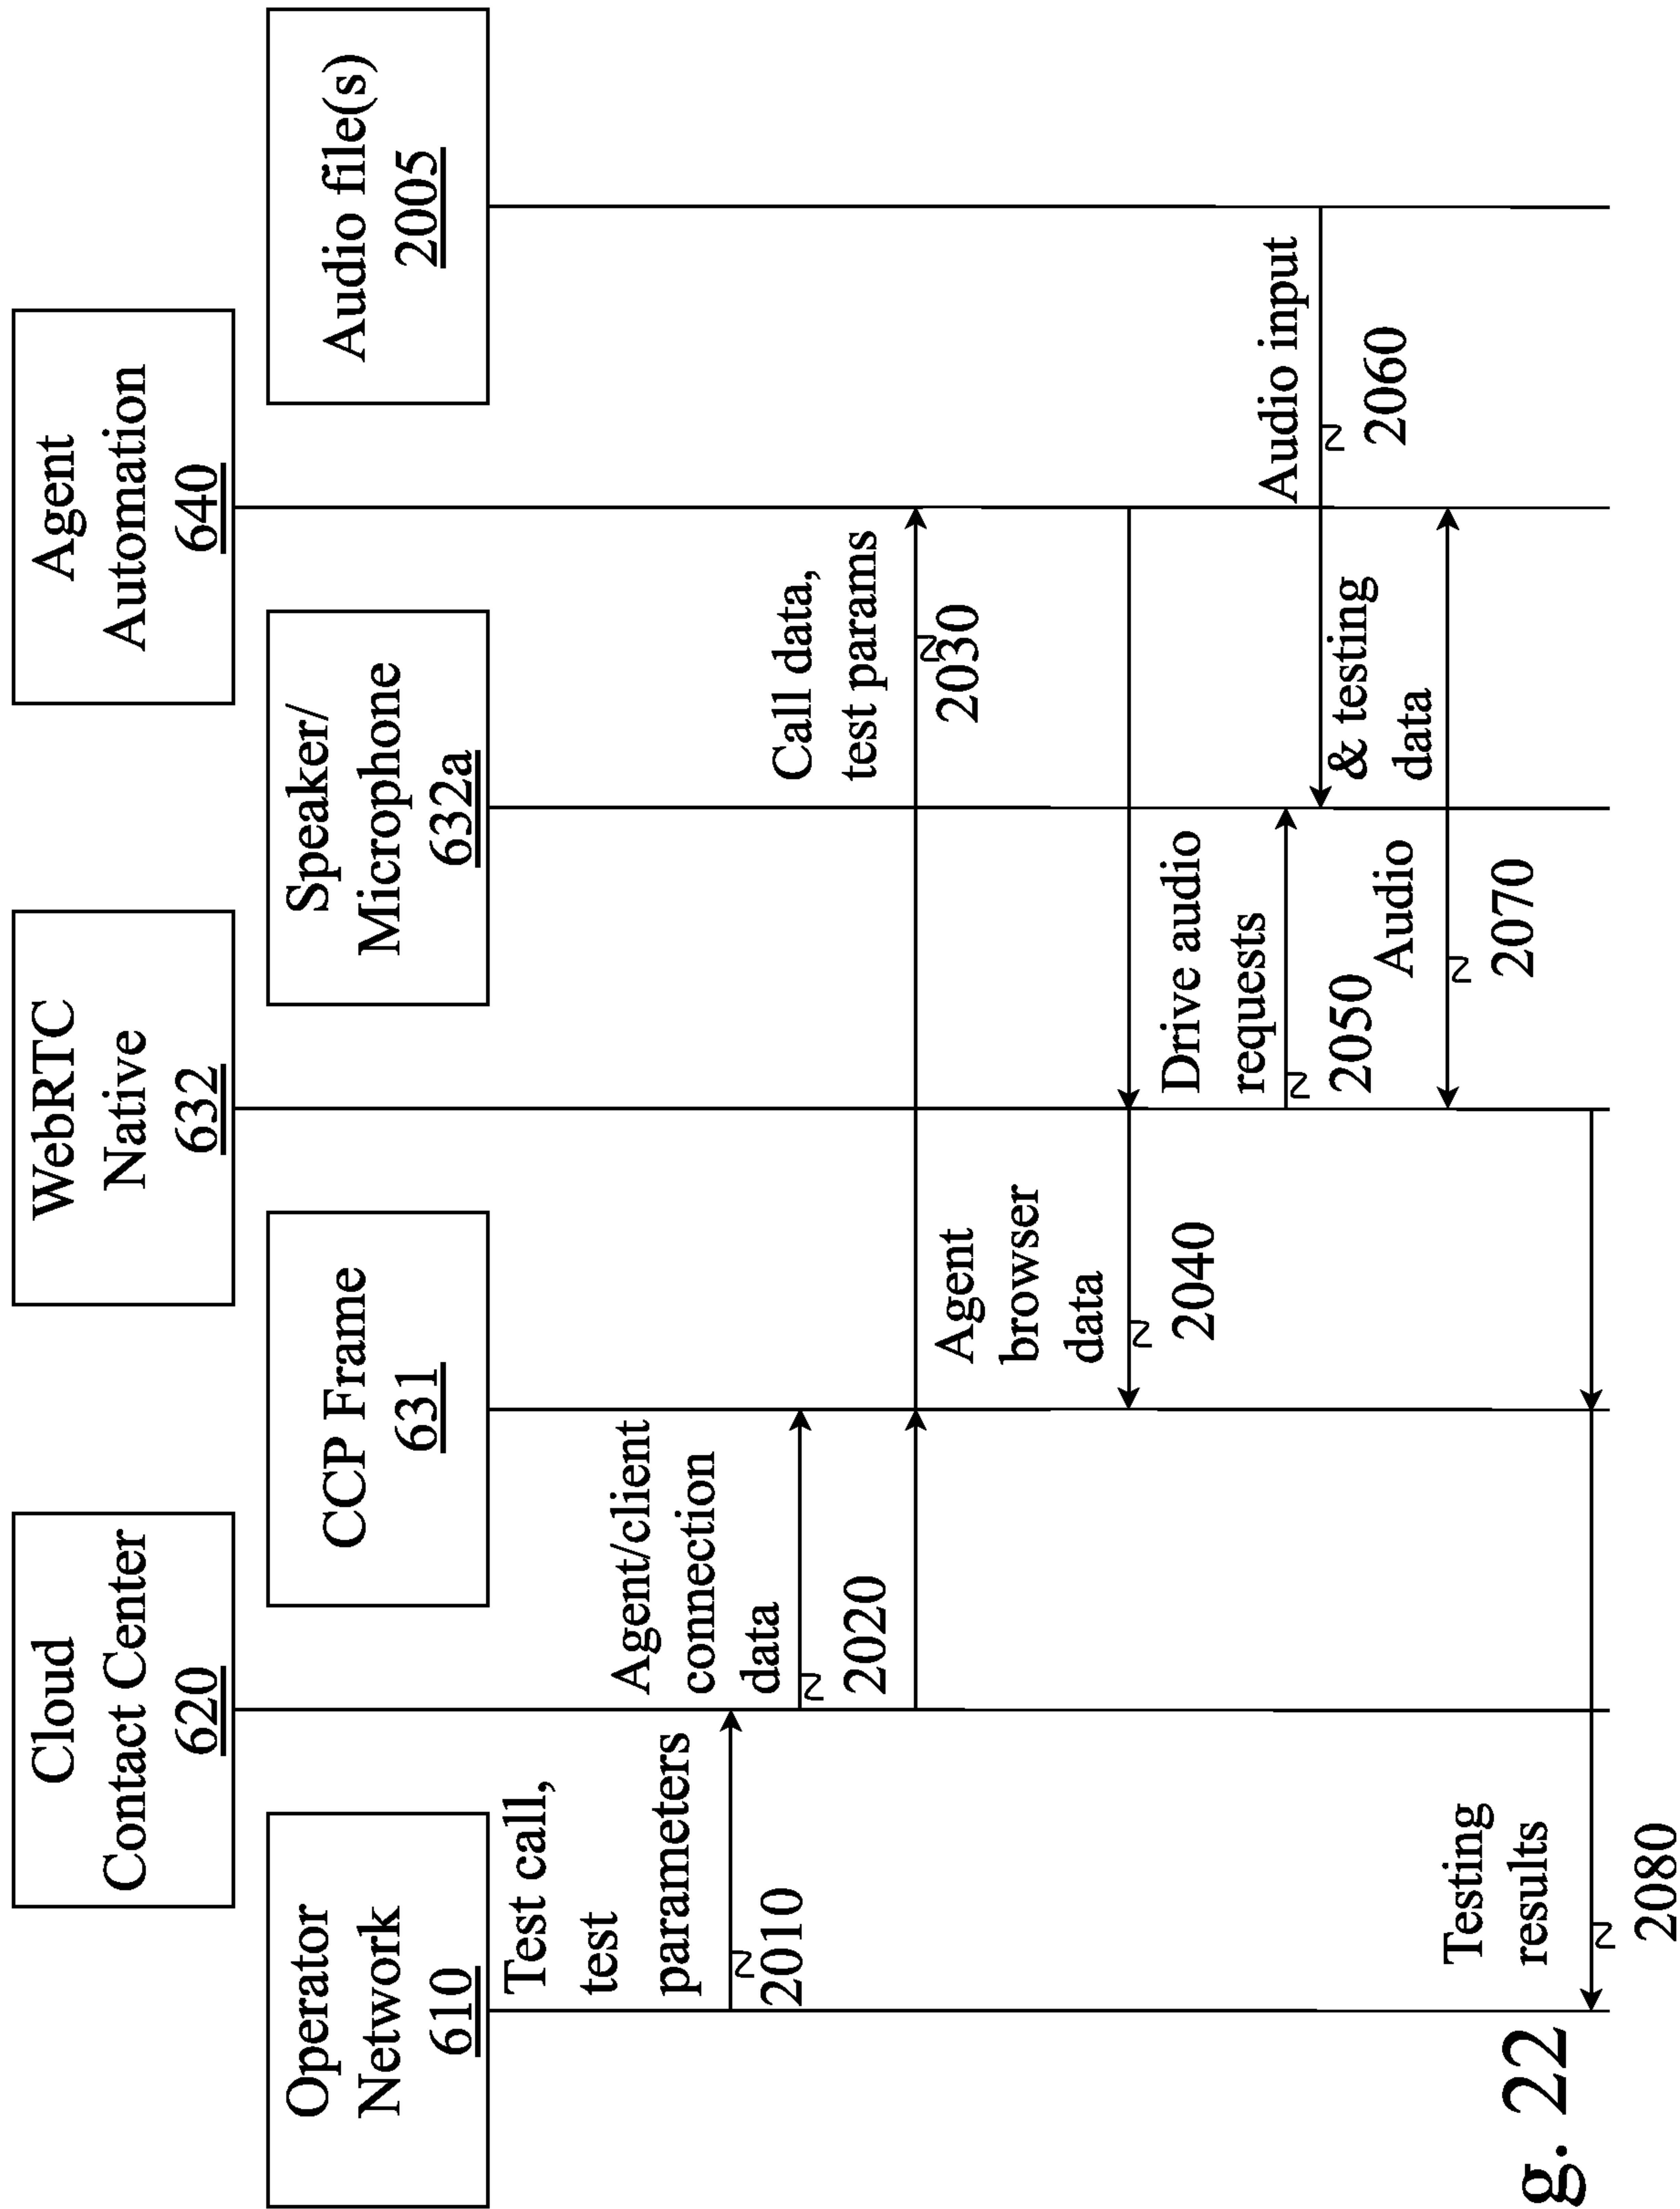 Cloud
Contact Center
620
WebRTC
Native
632
Agent
Automation
640
Operator
Network
610
CCP Frame
631
Speaker/
Microphone
632a
Audio file(s)
2005
Test call,
test
parameters
2010
Agent/client
connection
data
2020
Call data,
test params
2030
Agent
browser
data
2040
Drive audio
requests
2050
Audio input
2060
Audio
& testing
data
2070
Testing
results
2080
g. 22